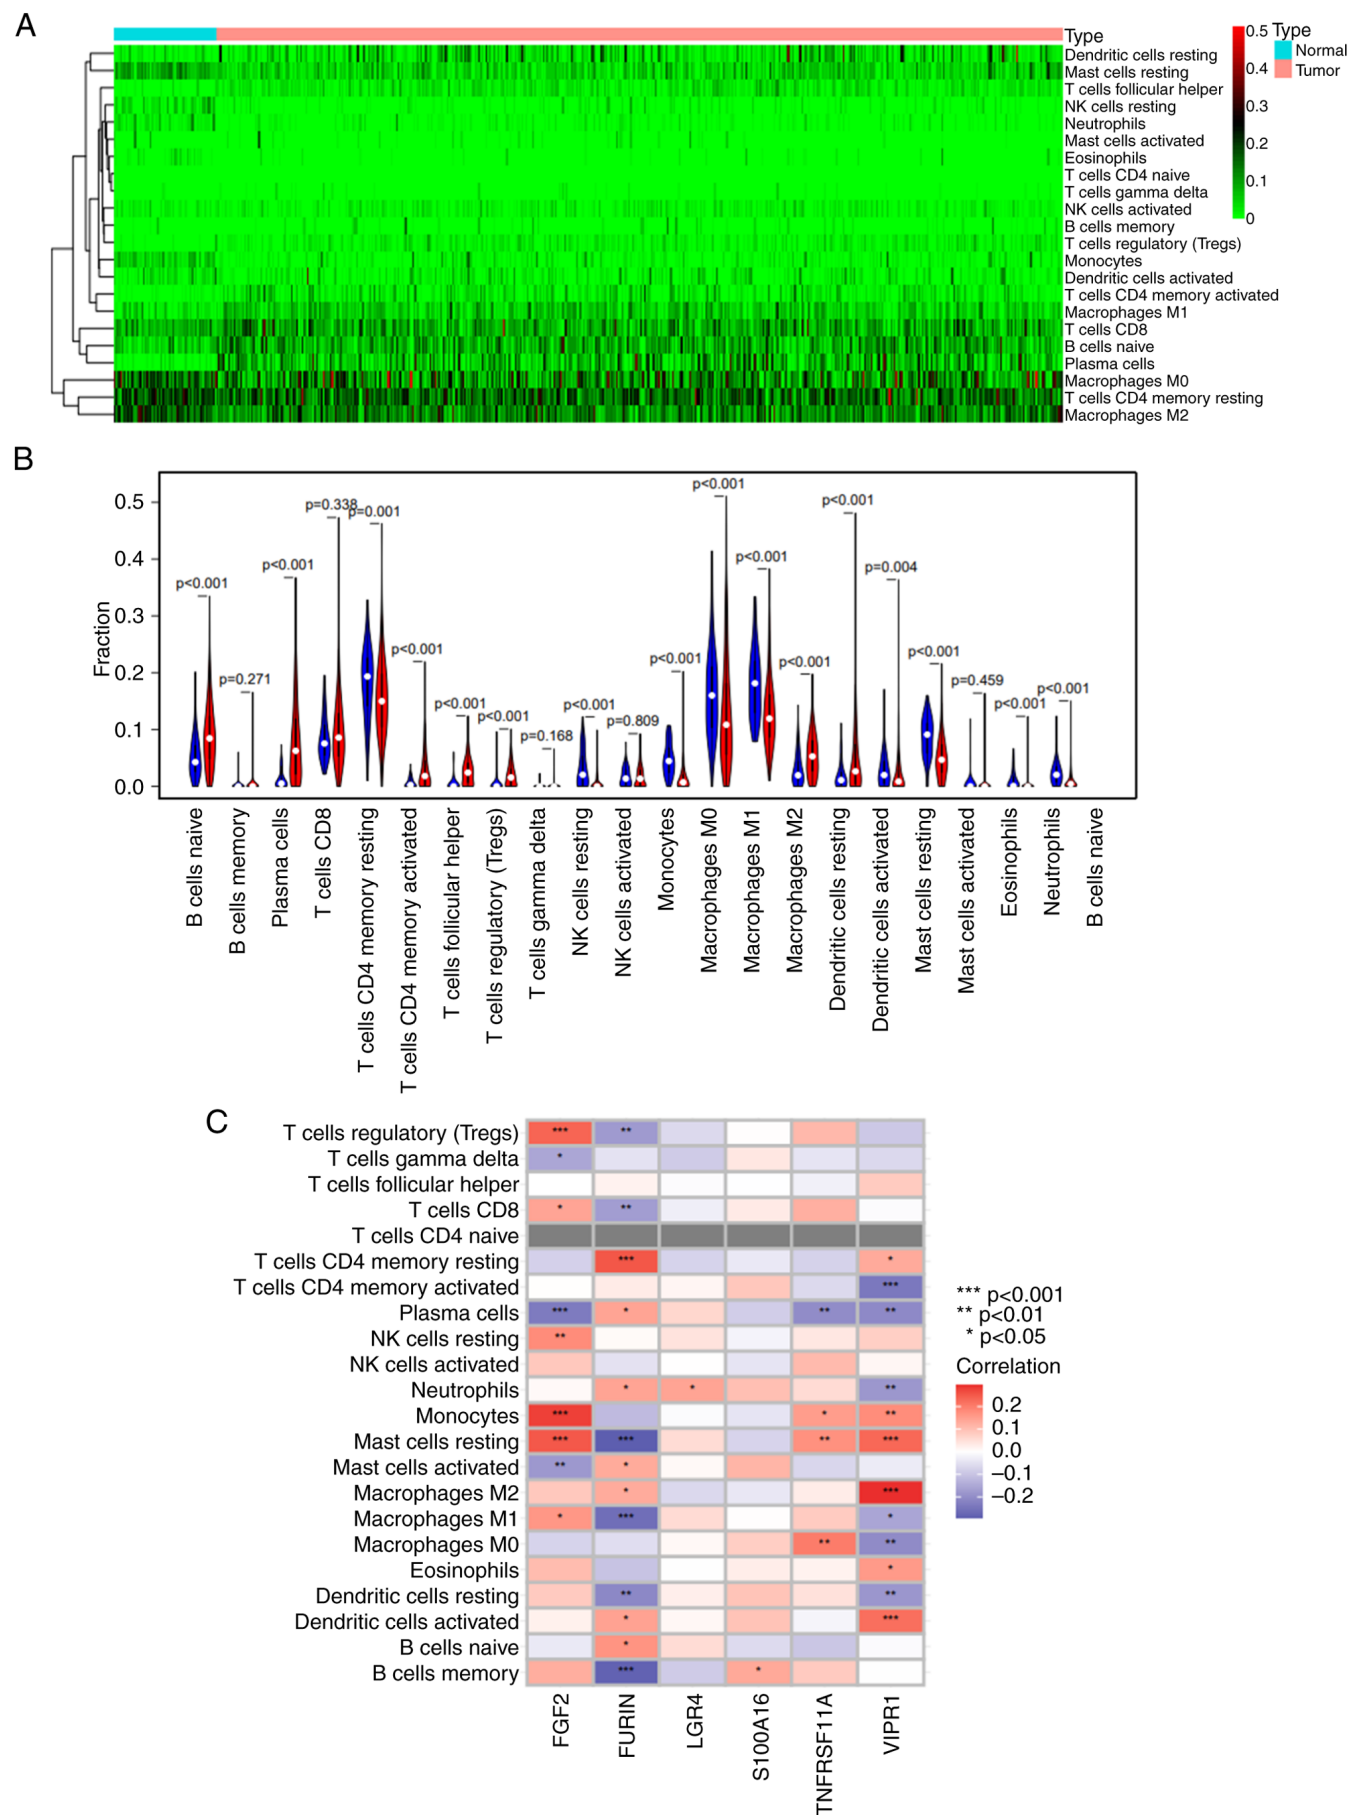 A
Type
Dendritic cells resting
Mast cells resting
T cells follicular helper
NK cells resting
Neutrophils
Mast cells activated
Eosinophils
T cells CD4 naive
T cells gamma delta
NK cells activated
B cells memory
T cells regulatory (Tregs)
Monocytes
Dendritic cells activated
T cells CD4 memory activated
Macrophages M1
T cells CD8
B cells naive
Plasma cells
Macrophages M0
T cells CD4 memory resting
Macrophages M2
0.5
0.4
0.3
0.2
0.1
0
Type
Normal
Tumor
B
Fraction
0.5
0.4
0.3
0.2
0.1
0.0
p<0.001
p=0.271
p<0.001
p=0.338
p=0.001
p<0.001
p<0.001
p<0.001
p=0.168
p<0.001
p=0.809
p<0.001
p<0.001
p<0.001
p<0.001
p<0.001
p=0.004
p<0.001
p=0.459
p<0.001
p<0.001
B cells naive
B cells memory
Plasma cells
T cells CD8
T cells CD4 memory resting
T cells CD4 memory activated
T cells follicular helper
T cells regulatory (Tregs)
T cells gamma delta
NK cells resting
NK cells activated
Monocytes
Macrophages M0
Macrophages M1
Macrophages M2
Dendritic cells resting
Dendritic cells activated
Mast cells resting
Mast cells activated
Eosinophils
Neutrophils
B cells naive
C
T cells regulatory (Tregs) *** **
T cells gamma delta *
T cells follicular helper
T cells CD8 * **
T cells CD4 naive
T cells CD4 memory resting *** *
T cells CD4 memory activated ***
Plasma cells *** * ** **
NK cells resting **
NK cells activated
Neutrophils * * **
Monocytes *** * **
Mast cells resting *** *** ** ***
Mast cells activated ** *
Macrophages M2 * ***
Macrophages M1 * *** *
Macrophages M0 ** **
Eosinophils *
Dendritic cells resting ** **
Dendritic cells activated * ***
B cells naive *
B cells memory *** *
FGF2
FURIN
LGR4
S100A16
TNFRSF11A
VIPR1
*** p<0.001
** p<0.01
* p<0.05
Correlation
0.2
0.1
0.0
−0.1
−0.2